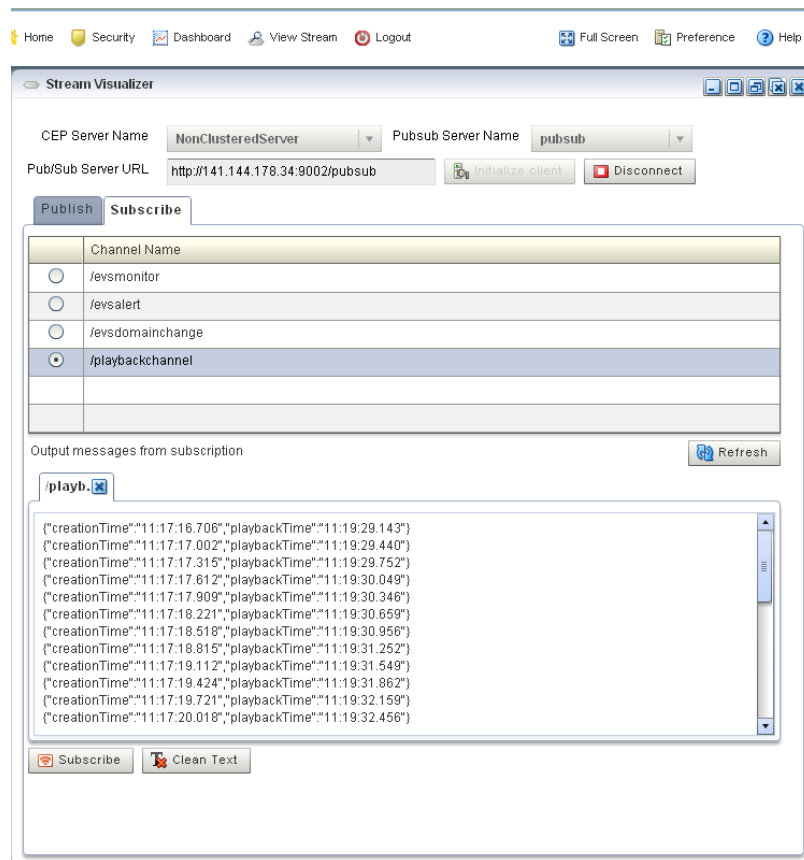 Home Security Dashboard View Stream Logout Full Screen Preference Help
Stream Visualizer
CEP Server Name NonClusteredServer Pubsub Server Name pubsub
Pub/Sub Server URL http://141.144.178.34:9002/pubsub Initialize client Disconnect
Publish Subscribe
Channel Name
/evsmonitor
/evsalert
/evsdomainchange
/playbackchannel
Output messages from subscription Refresh
/playb.
{"creationTime":"11:17:16.706","playbackTime":"11:19:29.143"}
{"creationTime":"11:17:17.002","playbackTime":"11:19:29.440"}
{"creationTime":"11:17:17.315","playbackTime":"11:19:29.752"}
{"creationTime":"11:17:17.612","playbackTime":"11:19:30.049"}
{"creationTime":"11:17:17.909","playbackTime":"11:19:30.346"}
{"creationTime":"11:17:18.221","playbackTime":"11:19:30.659"}
{"creationTime":"11:17:18.518","playbackTime":"11:19:30.956"}
{"creationTime":"11:17:18.815","playbackTime":"11:19:31.252"}
{"creationTime":"11:17:19.112","playbackTime":"11:19:31.549"}
{"creationTime":"11:17:19.424","playbackTime":"11:19:31.862"}
{"creationTime":"11:17:19.721","playbackTime":"11:19:32.159"}
{"creationTime":"11:17:20.018","playbackTime":"11:19:32.456"}
Subscribe Clean Text